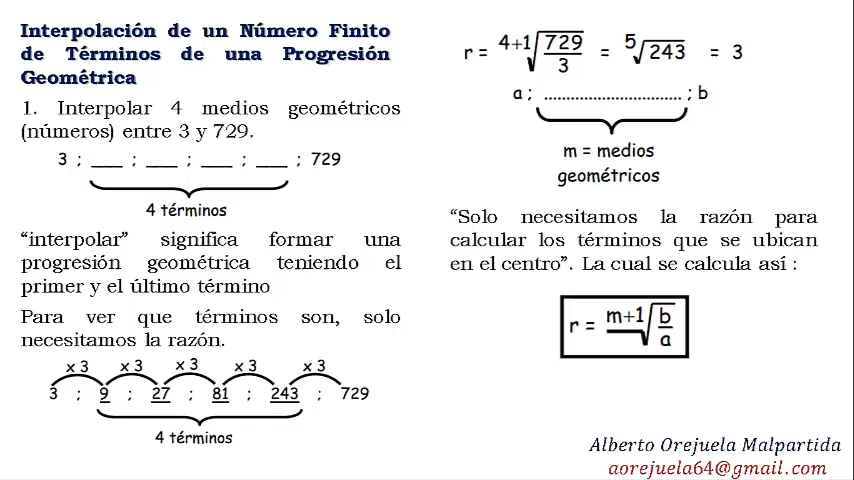 Interpolación de un Número Finito
de Términos de una Progresión
Geométrica
1. Interpolar 4 medios geométricos
(números) entre 3 y 729.
3 ; ___ ; ___ ; ___ ; ___ ; 729
4 términos
“interpolar” significa formar una
progresión geométrica teniendo el
primer y el último término
Para ver que términos son, solo
necesitamos la razón.
x 3 x 3 x 3 x 3 x 3
3 ; 9 ; 27 ; 81 ; 243 ; 729
4 términos
r = 4+1√(729/3) = 5√243 = 3
a ; .............................. ; b
m = medios
geométricos
“Solo necesitamos la razón para
calcular los términos que se ubican
en el centro”. La cual se calcula así :
r = m+1√(b/a)
Alberto Orejuela Malpartida
aorejuela64@gmail.com